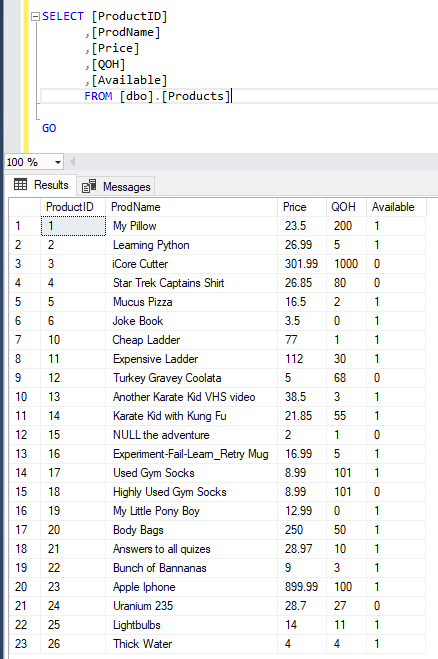 SELECT [ProductID]
,[ProdName]
,[Price]
,[QOH]
,[Available]
FROM [dbo].[Products]
GO
100 %
Results Messages
ProductID ProdName Price QOH Available
1 1 My Pillow 23.5 200 1
2 2 Learning Python 26.99 5 1
3 3 iCore Cutter 301.99 1000 0
4 4 Star Trek Captains Shirt 26.85 80 0
5 5 Mucus Pizza 16.5 2 1
6 6 Joke Book 3.5 0 1
7 10 Cheap Ladder 77 1 1
8 11 Expensive Ladder 112 30 1
9 12 Turkey Gravey Coolata 5 68 0
10 13 Another Karate Kid VHS video 38.5 3 1
11 14 Karate Kid with Kung Fu 21.85 55 1
12 15 NULL the adventure 2 1 0
13 16 Experiment-Fail-Learn_Retry Mug 16.99 5 1
14 17 Used Gym Socks 8.99 101 1
15 18 Highly Used Gym Socks 8.99 101 0
16 19 My Little Pony Boy 12.99 0 1
17 20 Body Bags 250 50 1
18 21 Answers to all quizes 28.97 10 1
19 22 Bunch of Bannanas 9 3 1
20 23 Apple Iphone 899.99 100 1
21 24 Uranium 235 28.7 27 0
22 25 Lightbulbs 14 11 1
23 26 Thick Water 4 4 1